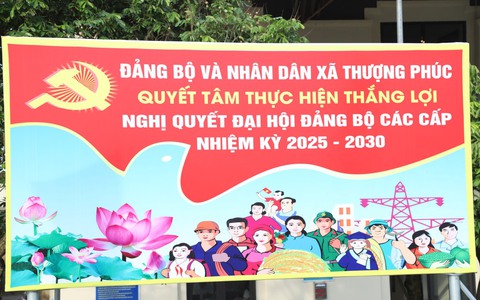 ĐẢNG BỘ VÀ NHÂN DÂN XÃ THƯỢNG PHÚC
QUYẾT TÂM THỰC HIỆN THẮNG LỢI
NGHỊ QUYẾT ĐẠI HỘI ĐẢNG BỘ CÁC CẤP
NHIỆM KỲ 2025 - 2030